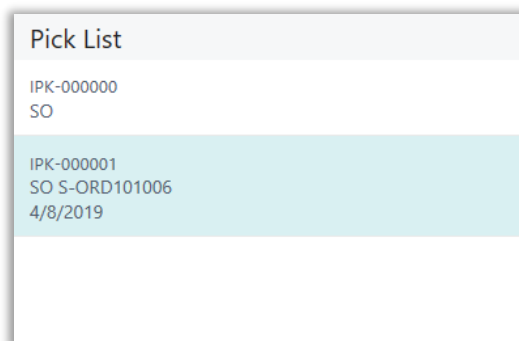 Pick List
IPK-000000
SO
IPK-000001
SO S-ORD101006
4/8/2019